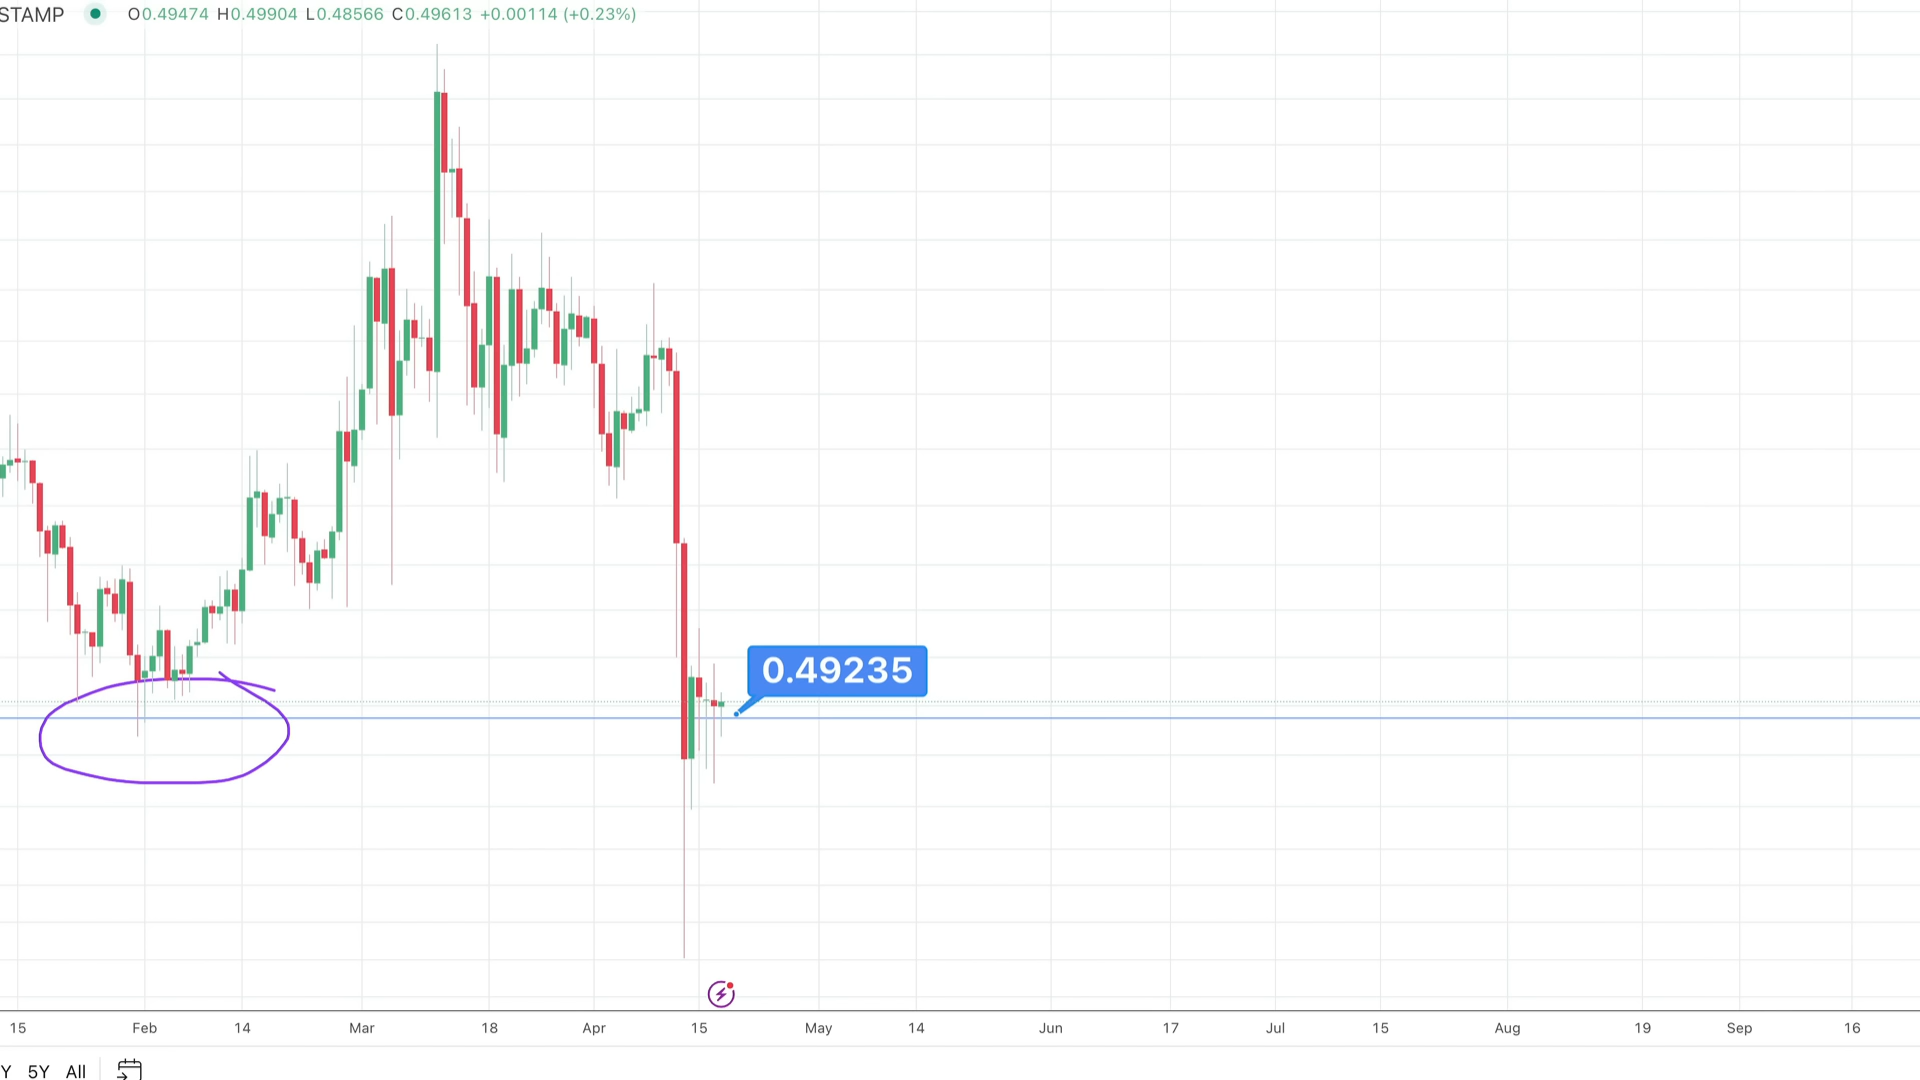 STAMP O0.49474 H0.49904 L0.48566 C0.49613 +0.00114 (+0.23%)
0.49235
15 Feb 14 Mar 18 Apr 15 May 14 Jun 17 Jul 15 Aug 19 Sep 16
Y 5Y All